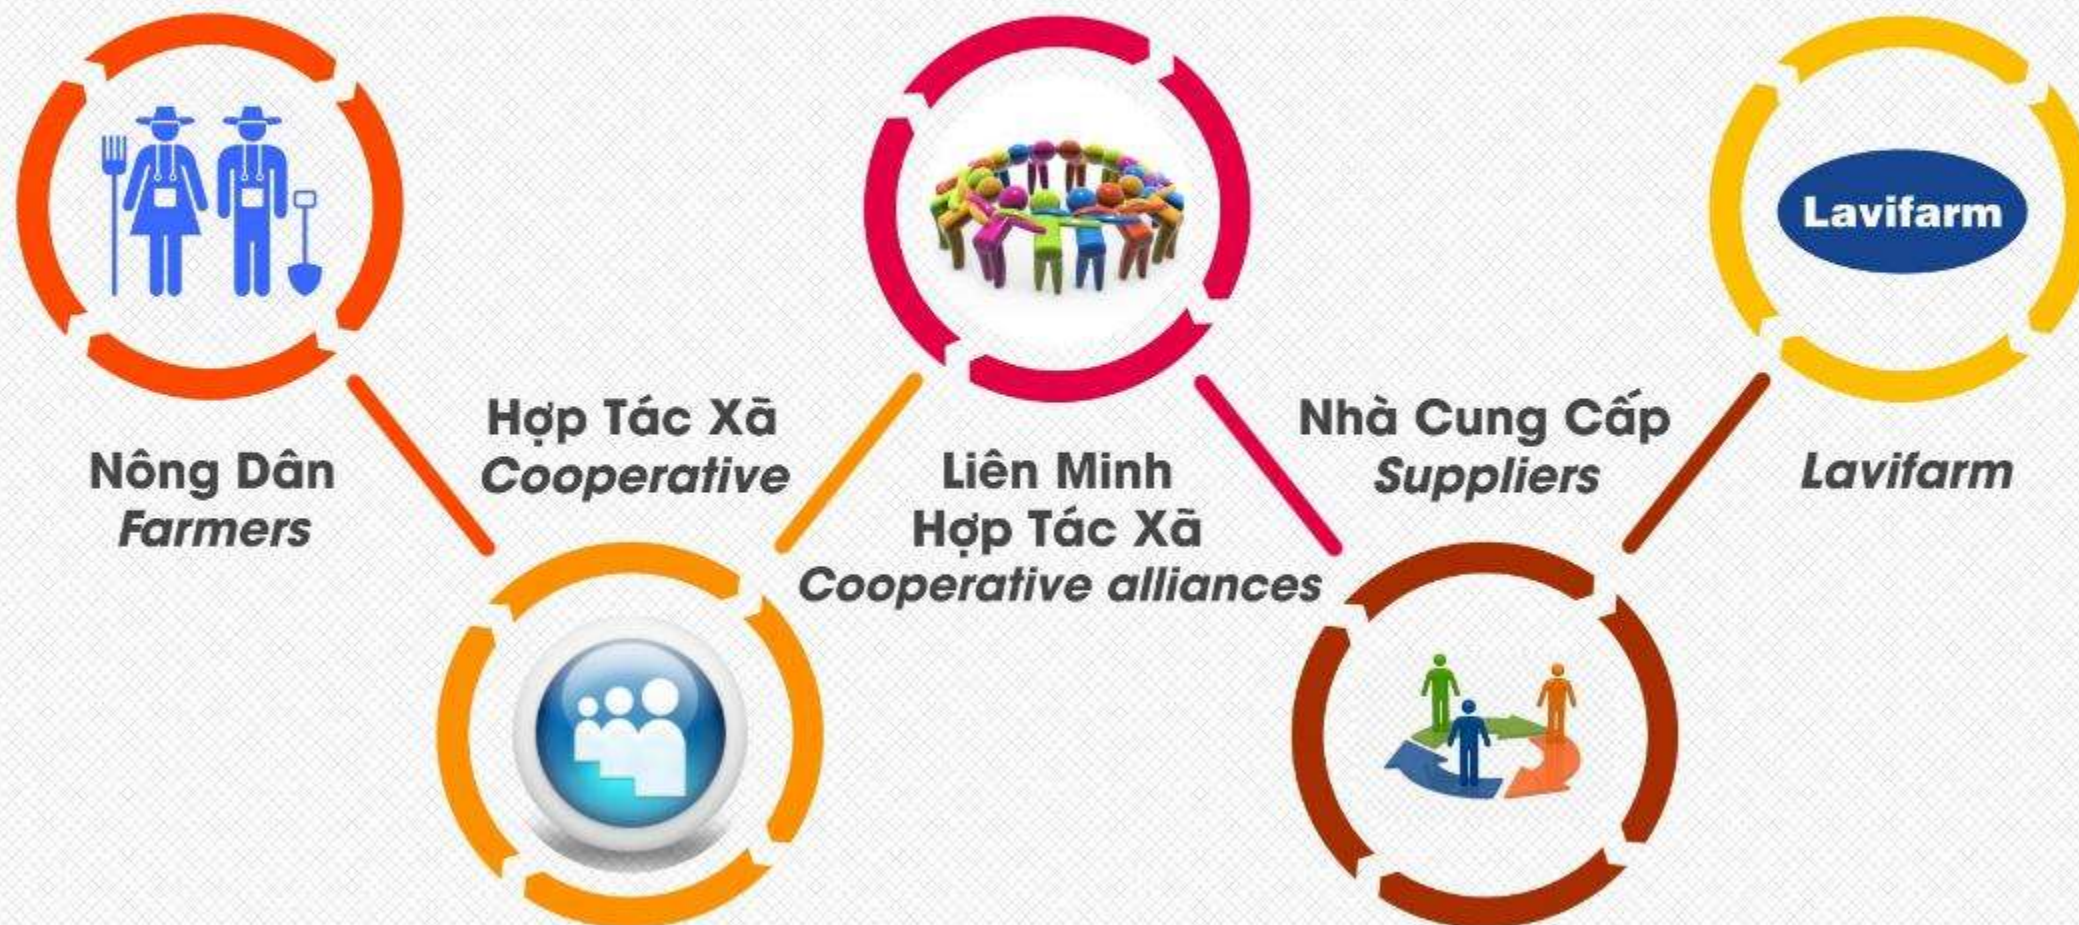 Nông Dân
Farmers
Hợp Tác Xã
Cooperative
Liên Minh
Hợp Tác Xã
Cooperative alliances
Nhà Cung Cấp
Suppliers
Lavifarm
Lavifarm